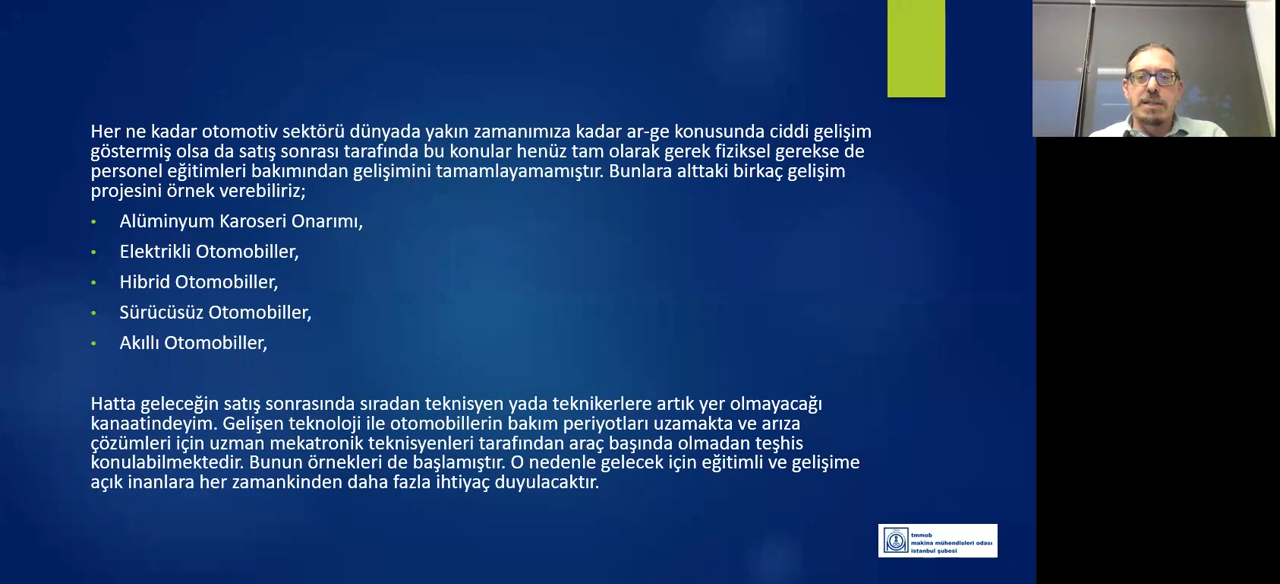 Her ne kadar otomotiv sektörü dünyada yakın zamanımıza kadar ar-ge konusunda ciddi gelişim
göstermiş olsa da satış sonrası tarafında bu konular henüz tam olarak gerek fiziksel gerekse de
personel eğitimleri bakımından gelişimini tamamlayamamıştır. Bunlara alttaki birkaç gelişim
projesini örnek verebiliriz;
• Alüminyum Karoseri Onarımı,
• Elektrikli Otomobiller,
• Hibrid Otomobiller,
• Sürücüsüz Otomobiller,
• Akıllı Otomobiller,
Hatta geleceğin satış sonrasında sıradan teknisyen yada teknikerlere artık yer olmayacağı
kanaatindeyim. Gelişen teknoloji ile otomobillerin bakım periyotları uzamakta ve arıza
çözümleri için uzman mekatronik teknisyenleri tarafından araç başında olmadan teşhis
konulabilmektedir. Bunun örnekleri de başlamıştır. O nedenle gelecek için eğitimli ve gelişime
açık inanlara her zamankinden daha fazla ihtiyaç duyulacaktır.
tmmob
makina mühendisleri odası
istanbul şubesi